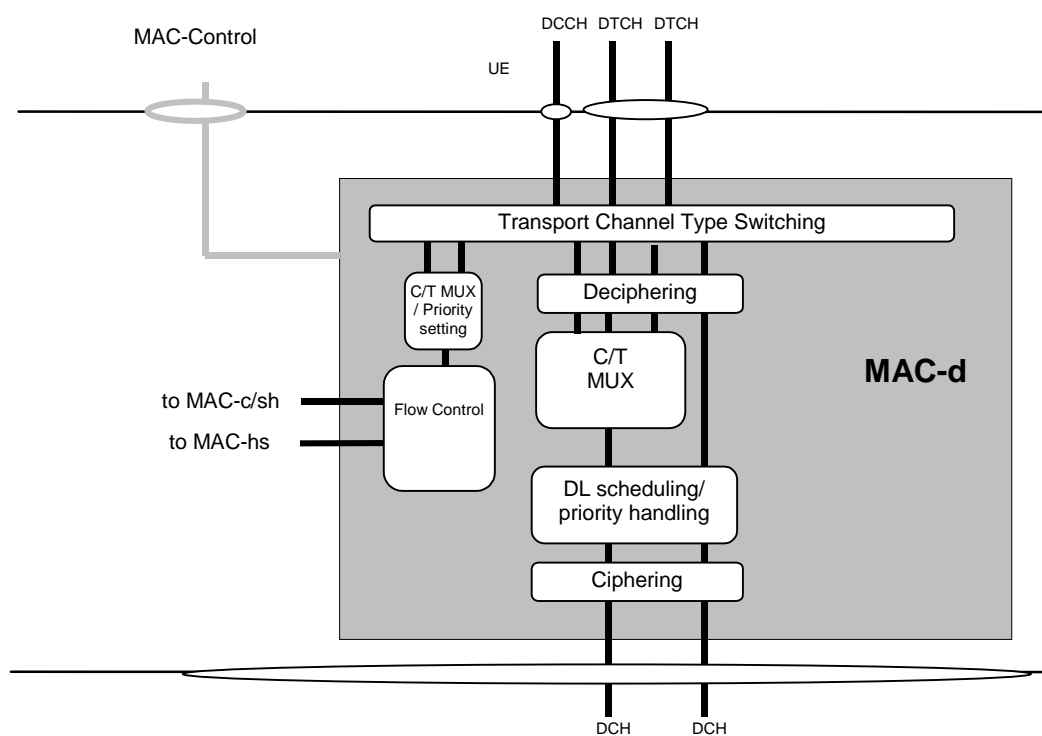 DCCH DTCH DTCH
MAC-Control
UE
Transport Channel Type Switching
C/T MUX
/ Priority
setting
Deciphering
C/T
MUX
MAC-d
to MAC-c/sh
Flow Control
to MAC-hs
DL scheduling/
priority handling
Ciphering
DCH DCH